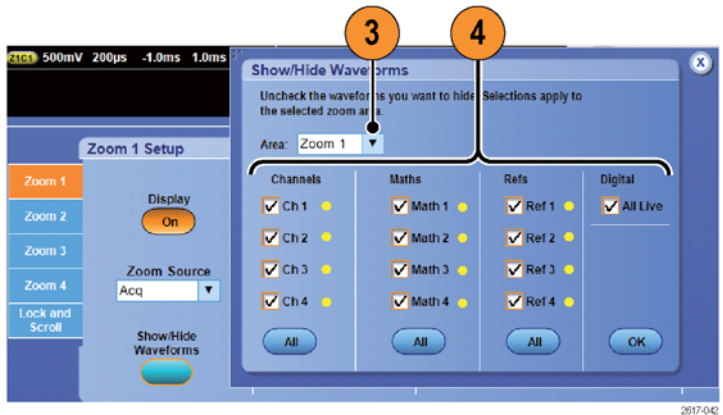 3 4
Z1C1 500mV 200µs -1.0ms 1.0ms
Show/Hide Waveforms
X
Uncheck the waveforms you want to hide. Selections apply to
the selected zoom area.
Area: Zoom 1
Zoom 1 Setup
Channels Maths Refs Digital
Zoom 1
Display
On
Ch 1 Math 1 Ref 1 All Live
Zoom 2
Ch 2 Math 2 Ref 2
Zoom 3
Zoom Source
Ch 3 Math 3 Ref 3
Zoom 4
Acq
Ch 4 Math 4 Ref 4
Lock and
Scroll
Show/Hide
Waveforms
All All All OK
2617-042